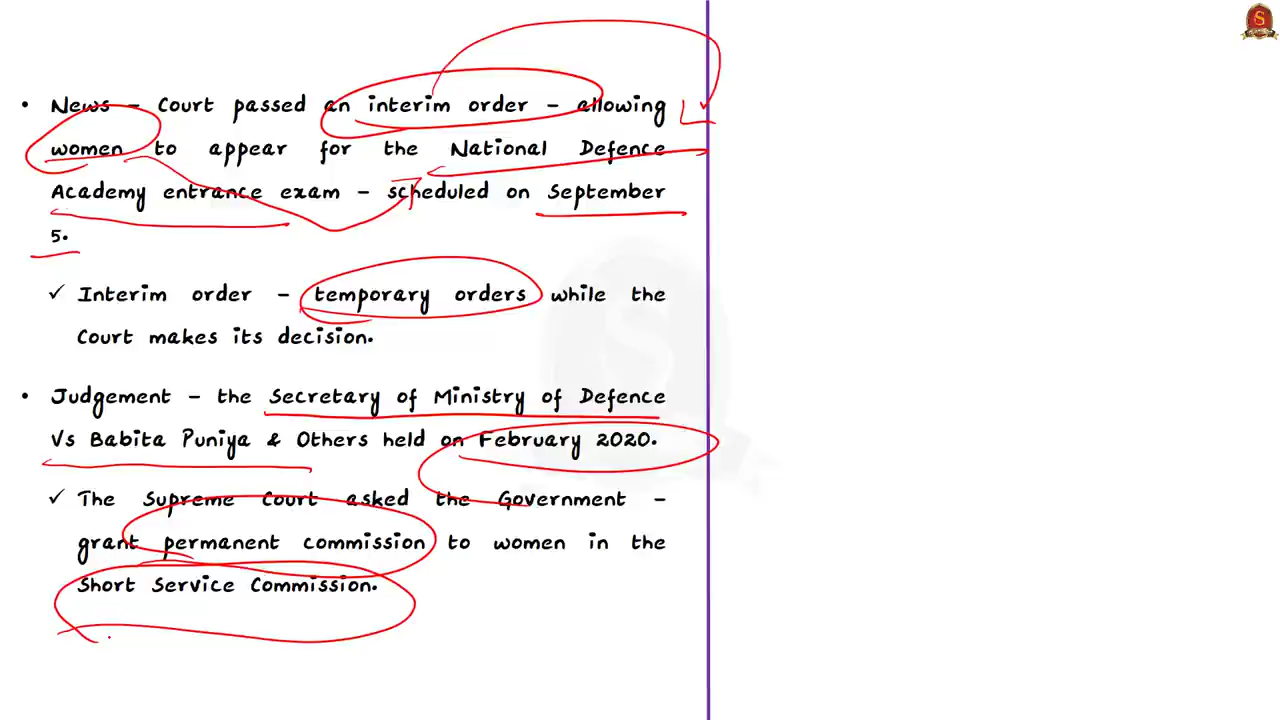 • News – Court passed an interim order – allowing
women to appear for the National Defence
Academy entrance exam – scheduled on September
5.
✓ Interim order – temporary orders while the
Court makes its decision.
• Judgement – the Secretary of Ministry of Defence
Vs Babita Puniya & Others held on February 2020.
✓ The Supreme Court asked the Government –
grant permanent commission to women in the
Short Service Commission.